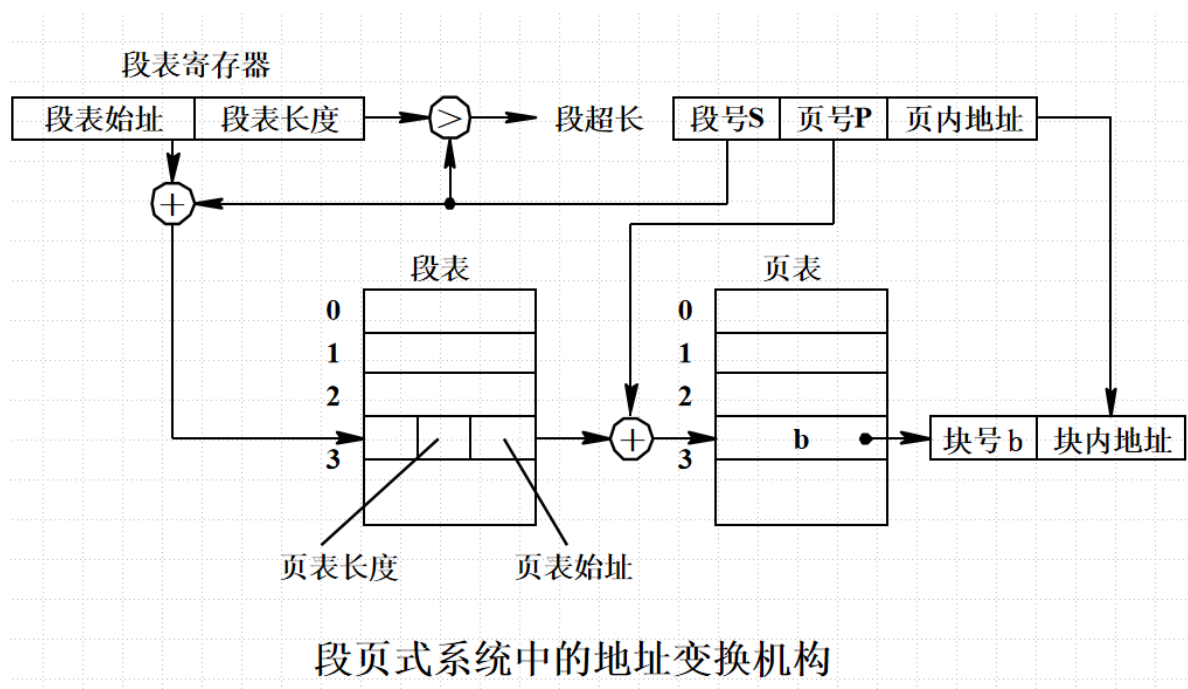 段表寄存器
段表始址 段表长度 > 段超长 段号S 页号P 页内地址
+
段表 页表
0 0
1 1
2 2
+ b 块号b 块内地址
3 3
页表长度 页表始址
段页式系统中的地址变换机构